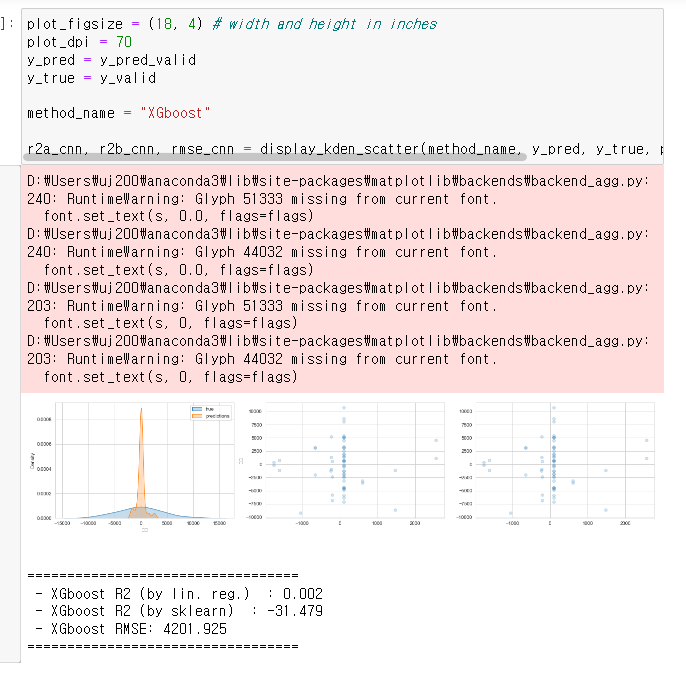 ]:
plot_figsize = (18, 4) # width and height in inches
plot_dpi = 70
y_pred = y_pred_valid
y_true = y_valid
method_name = "XGboost"
r2a_cnn, r2b_cnn, rmse_cnn = display_kden_scatter(method_name, y_pred, y_true,
D:₩Users₩uj200₩anaconda3₩lib₩site-packages₩matplotlib₩backends₩backend_agg.py:
240: Runtime₩arning: Glyph 51333 missing from current font.
font.set_text(s, 0.0, flags=flags)
D:₩Users₩uj200₩anaconda3₩lib₩site-packages₩matplotlib₩backends₩backend_agg.py:
240: RuntimeWarning: Glyph 44032 missing from current font.
font.set_text(s, 0.0, flags=flags)
D:₩Users₩uj200₩anaconda3₩lib₩site-packages₩matplotlib₩backends₩backend_agg.py:
203: RuntimeWarning: Glyph 51333 missing from current font.
font.set_text(s, 0, flags=flags)
D:₩Users₩uj200₩anaconda3₩lib₩site-packages₩matplotlib₩backends₩backend_agg.py:
203: RuntimeWarning: Glyph 44032 missing from current font.
font.set_text(s, 0, flags=flags)
true
predictions
Density
0.0008
0.0006
0.0004
0.0002
0.0000
-15000 -10000 -5000 0 5000 10000 15000
10000
7500
5000
2500
0
-2500
-5000
-7500
-10000
-1000 0 1000 2000
10000
7500
5000
2500
0
-2500
-5000
-7500
-10000
-1000 0 1000 2000
==================================
- XGboost R2 (by lin. reg.) : 0.002
- XGboost R2 (by sklearn) : -31.479
- XGboost RMSE: 4201.925
==================================